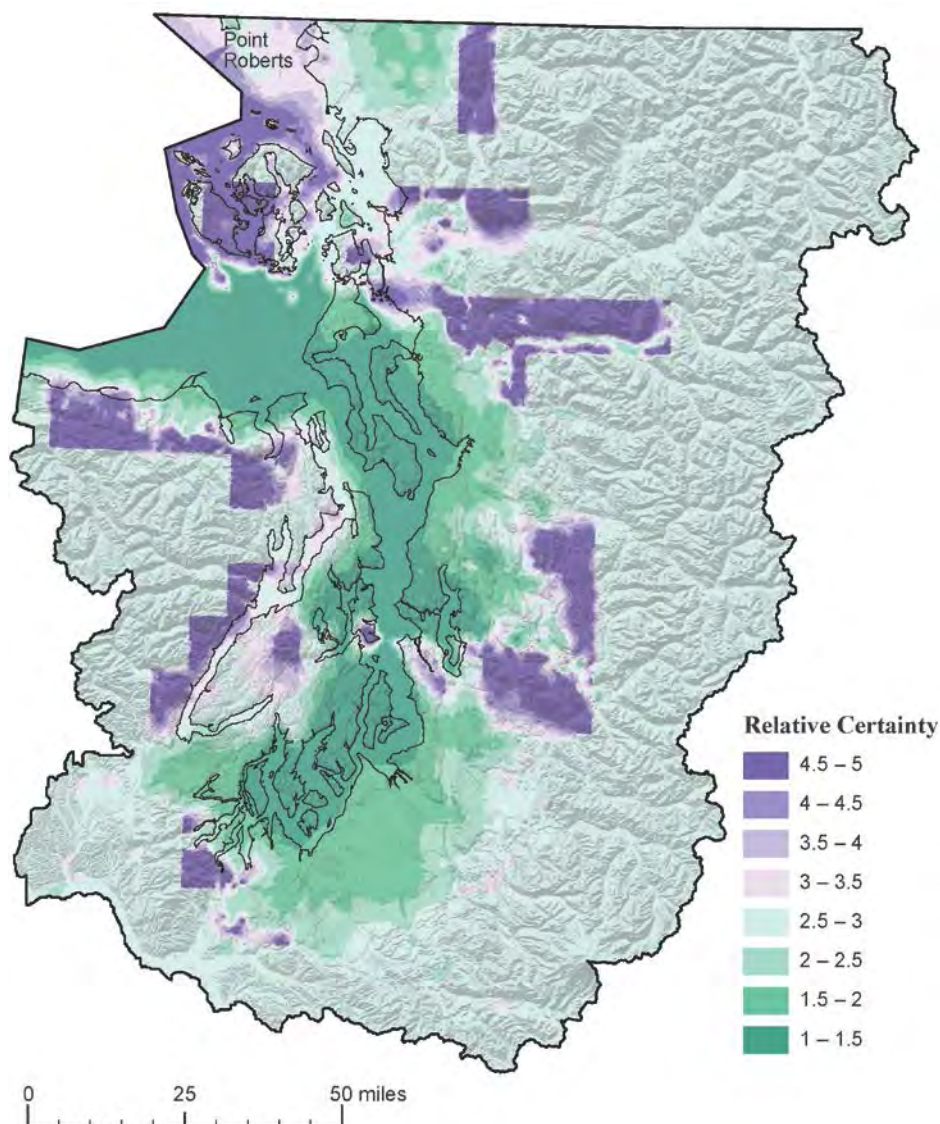 Point
Roberts
Relative Certainty
4.5 – 5
4 – 4.5
3.5 – 4
3 – 3.5
2.5 – 3
2 – 2.5
1.5 – 2
1 – 1.5
0 25 50 miles